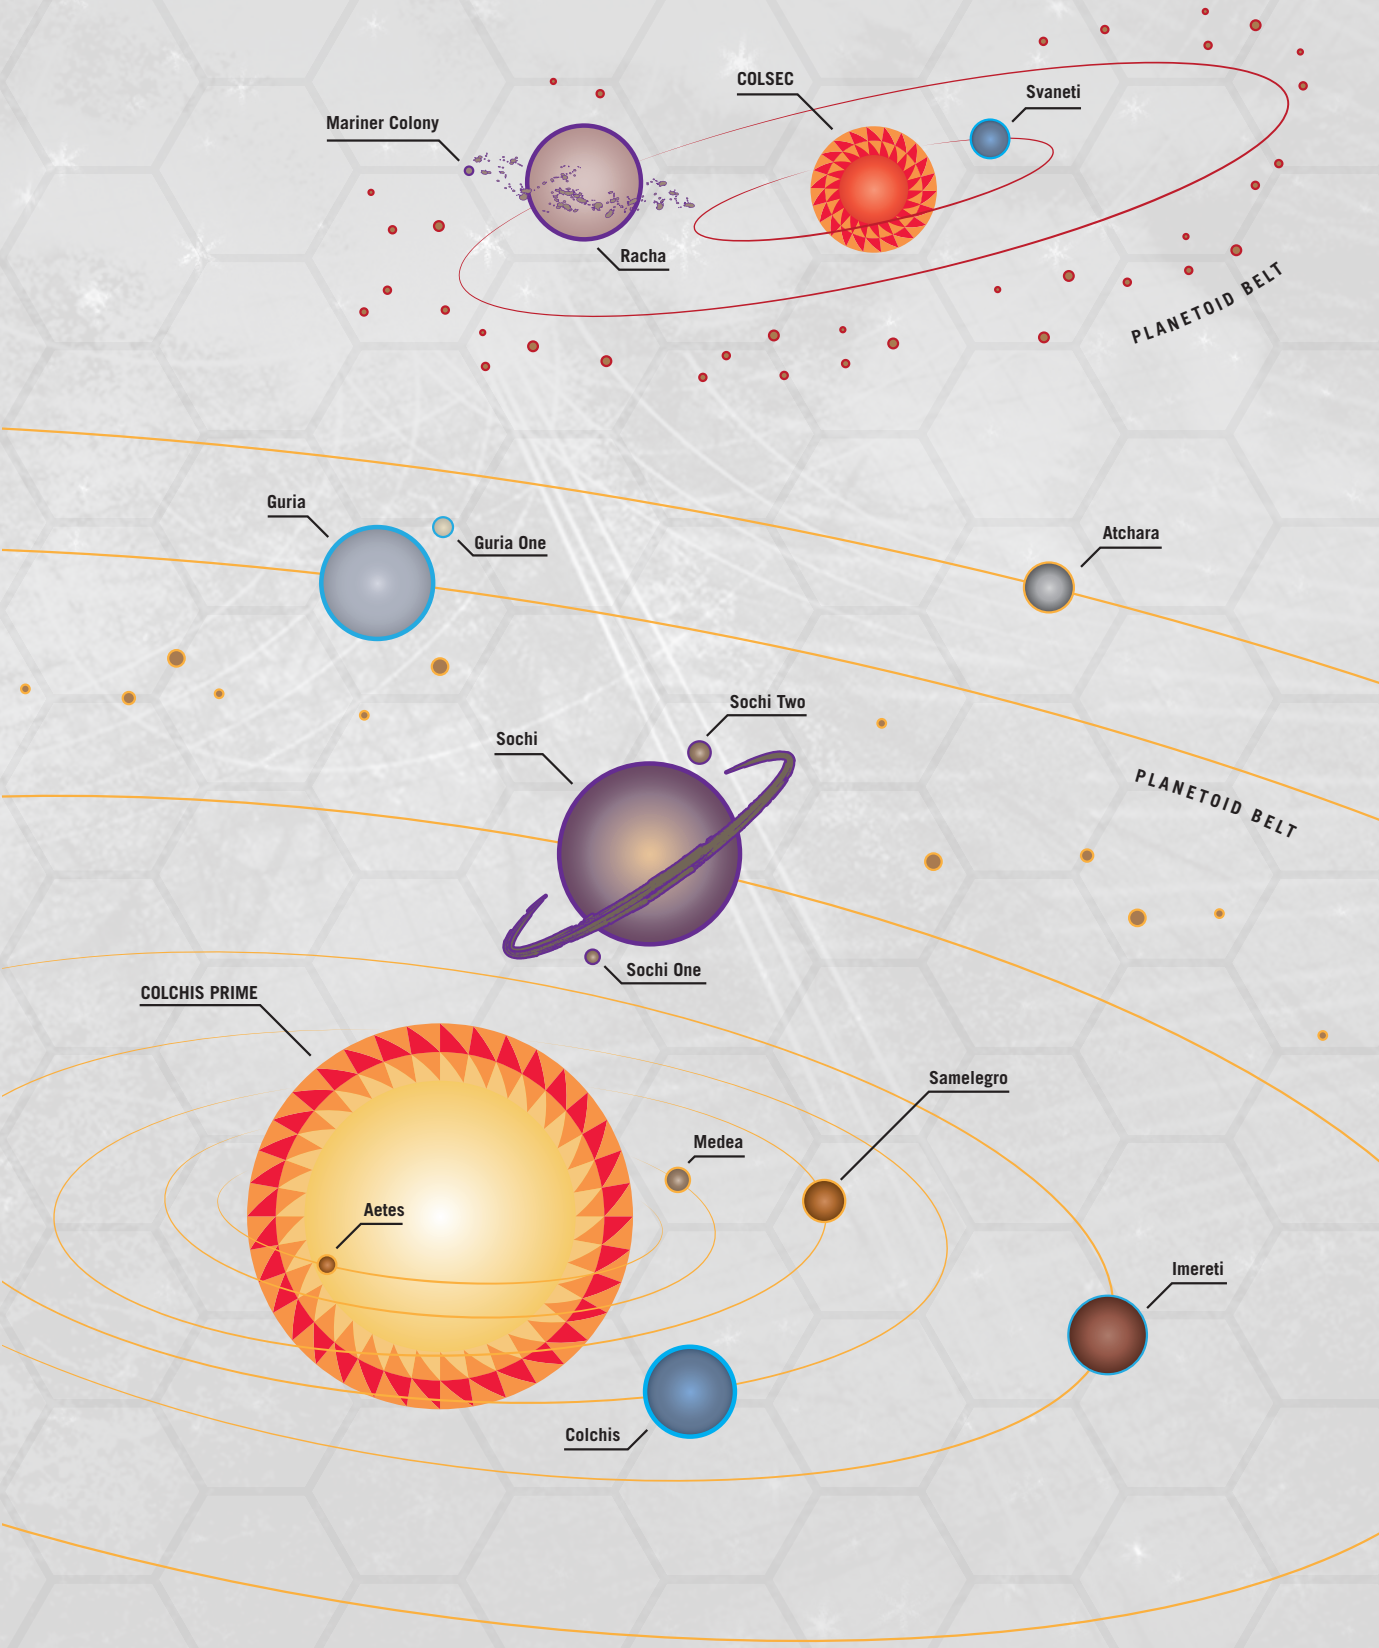 COLSEC
Svaneti
Mariner Colony
Racha
PLANETOID BELT
Guria
Guria One
Atchara
Sochi Two
Sochi
PLANETOID BELT
Sochi One
COLCHIS PRIME
Samelegro
Medea
Aetes
Imereti
Colchis